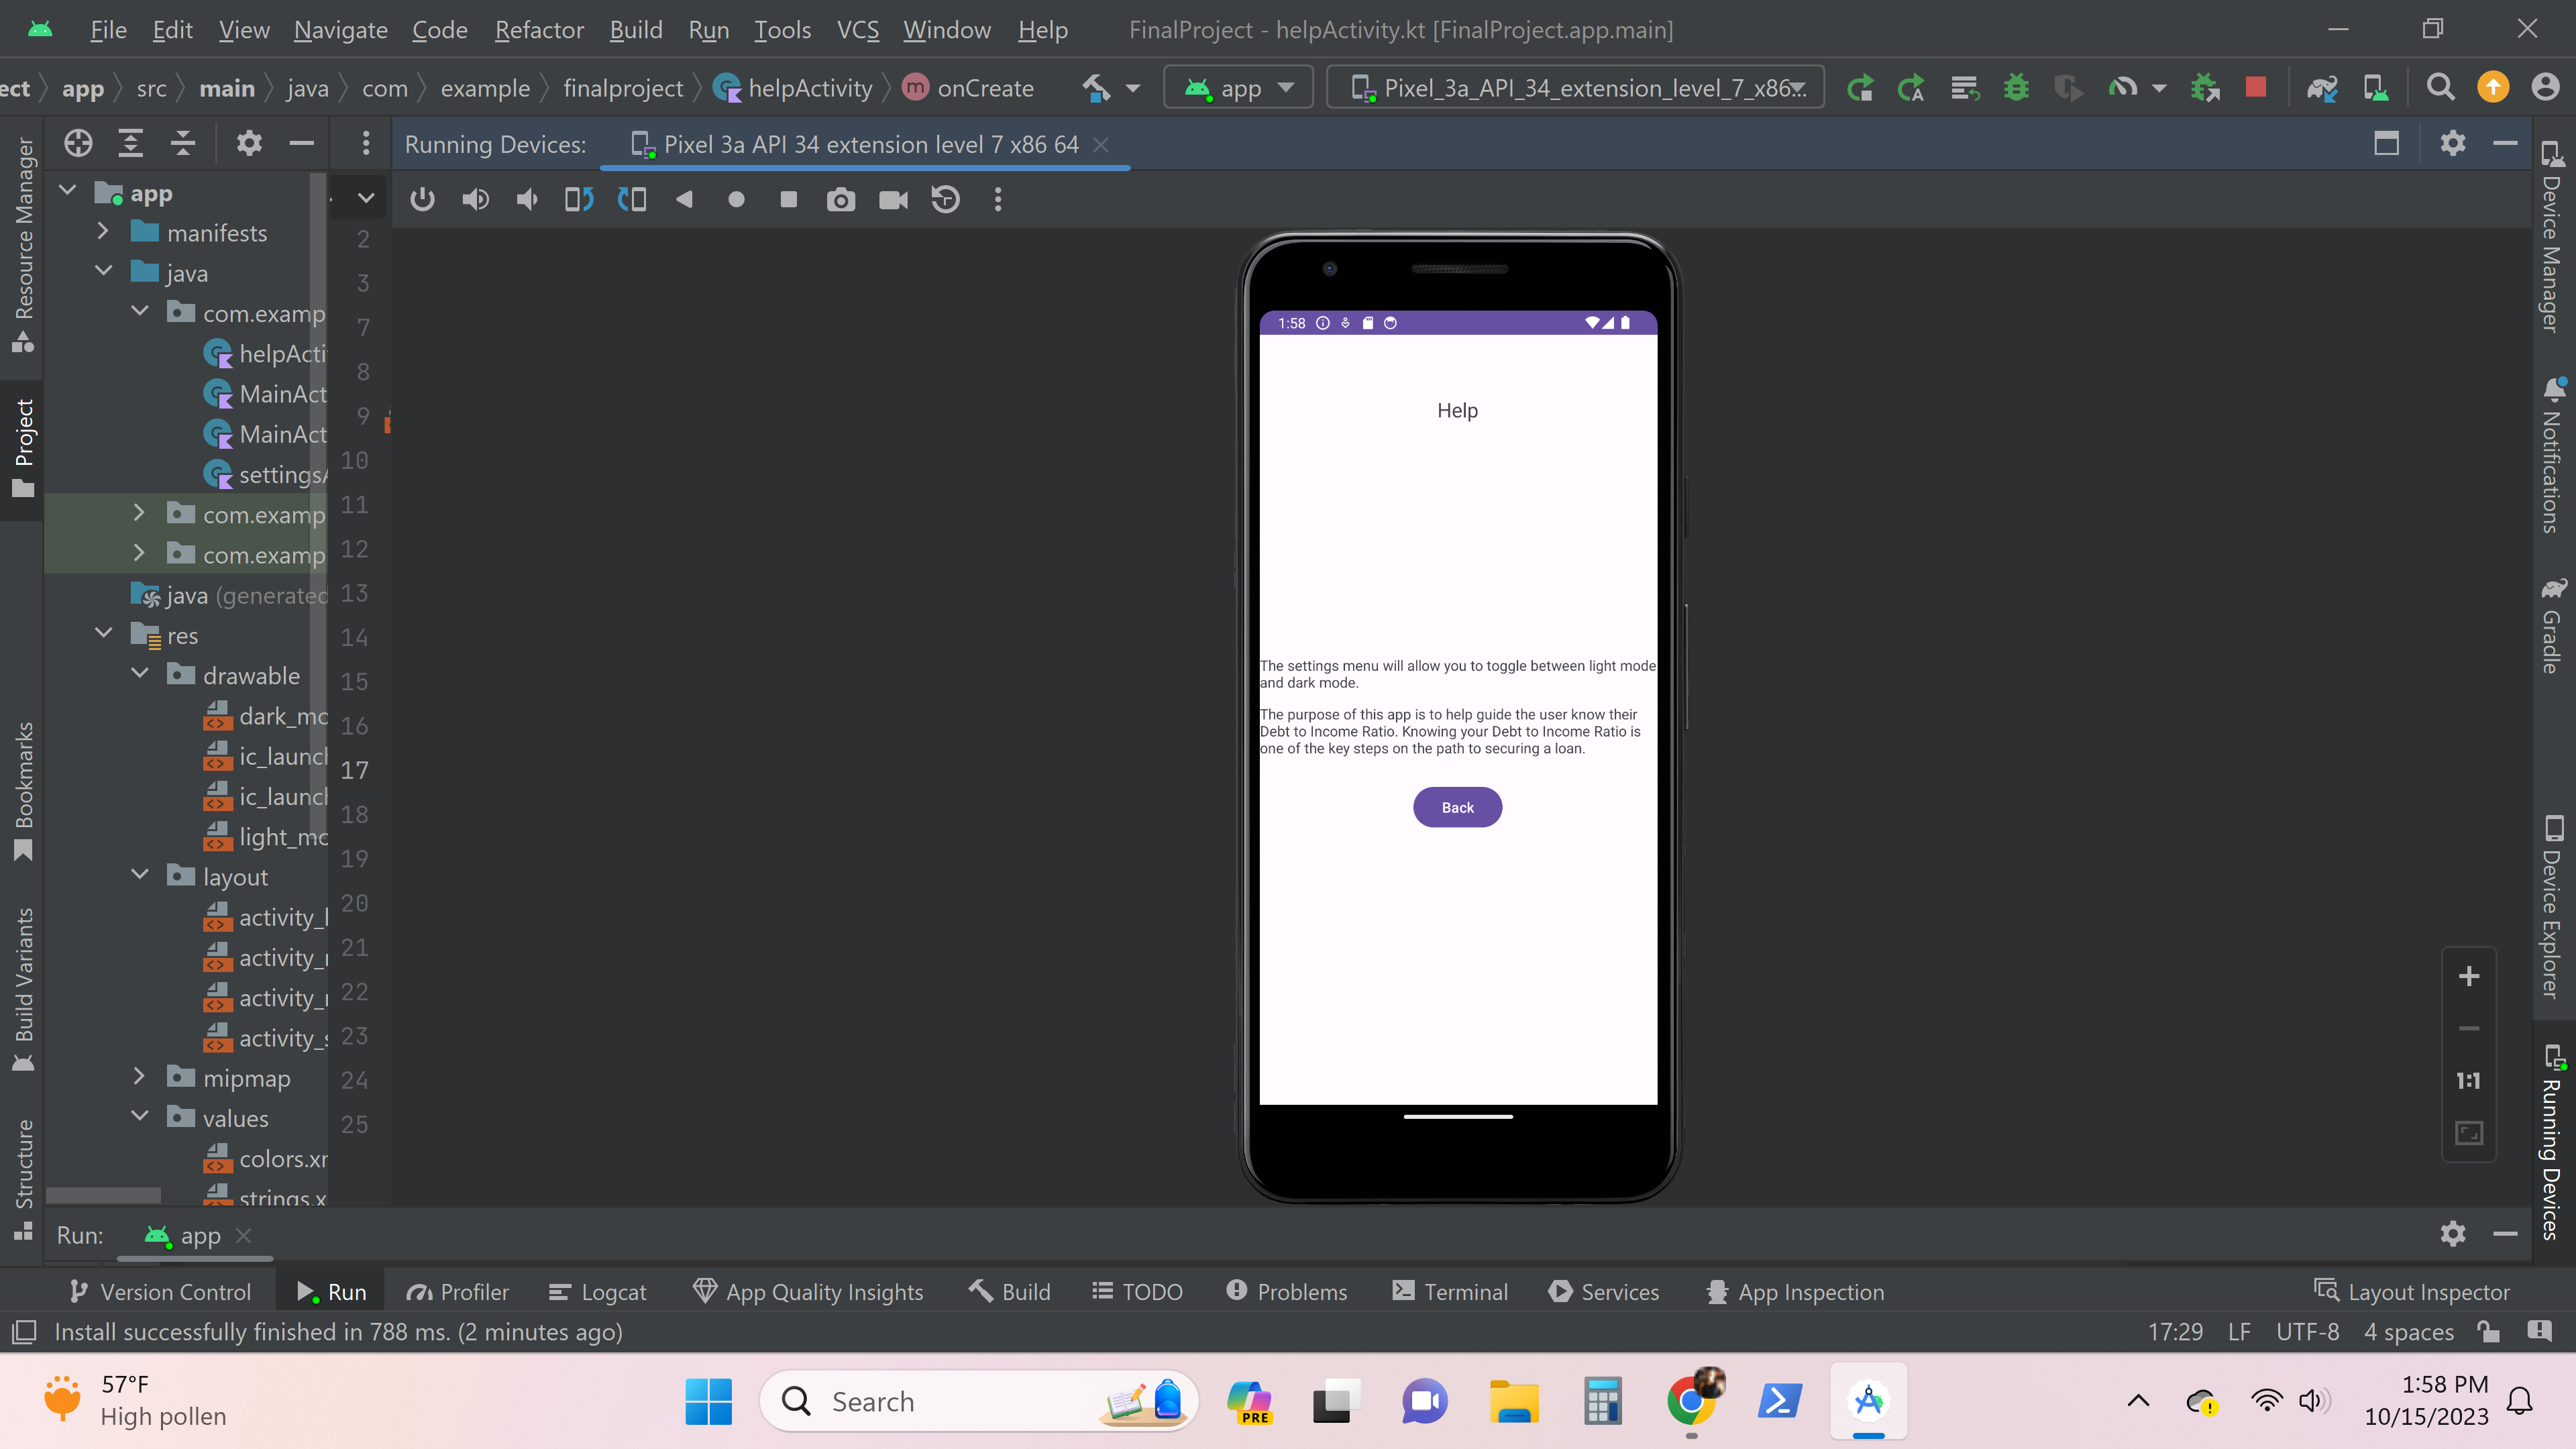 File Edit View Navigate Code Refactor Build Run Tools VCS Window Help FinalProject - helpActivity.kt [FinalProject.app.main]
ect app src main java com example finalproject helpActivity onCreate app Pixel_3a_API_34_extension_level_7_x86...
Running Devices: Pixel 3a API 34 extension level 7 x86 64
Resource Manager
Project
Bookmarks
Build Variants
Structure
app
manifests
java
com.examp
helpActi
MainAct
MainAct
settingsA
com.examp
com.examp
java (generated
res
drawable
dark_mo
ic_launch
ic_launch
light_mo
layout
activity_h
activity_r
activity_r
activity_s
mipmap
values
colors.xm
strings.x
2
3
7
8
9
10
11
12
13
14
15
16
17
18
19
20
21
22
23
24
25
1:58
Help
The settings menu will allow you to toggle between light mode
and dark mode.
The purpose of this app is to help guide the user know their
Debt to Income Ratio. Knowing your Debt to Income Ratio is
one of the key steps on the path to securing a loan.
Back
1:1
Device Manager
Notifications
Gradle
Device Explorer
Running Devices
Run: app
Version Control Run Profiler Logcat App Quality Insights Build TODO Problems Terminal Services App Inspection Layout Inspector
Install successfully finished in 788 ms. (2 minutes ago) 17:29 LF UTF-8 4 spaces
57°F
High pollen
Search
PRE
1:58 PM
10/15/2023